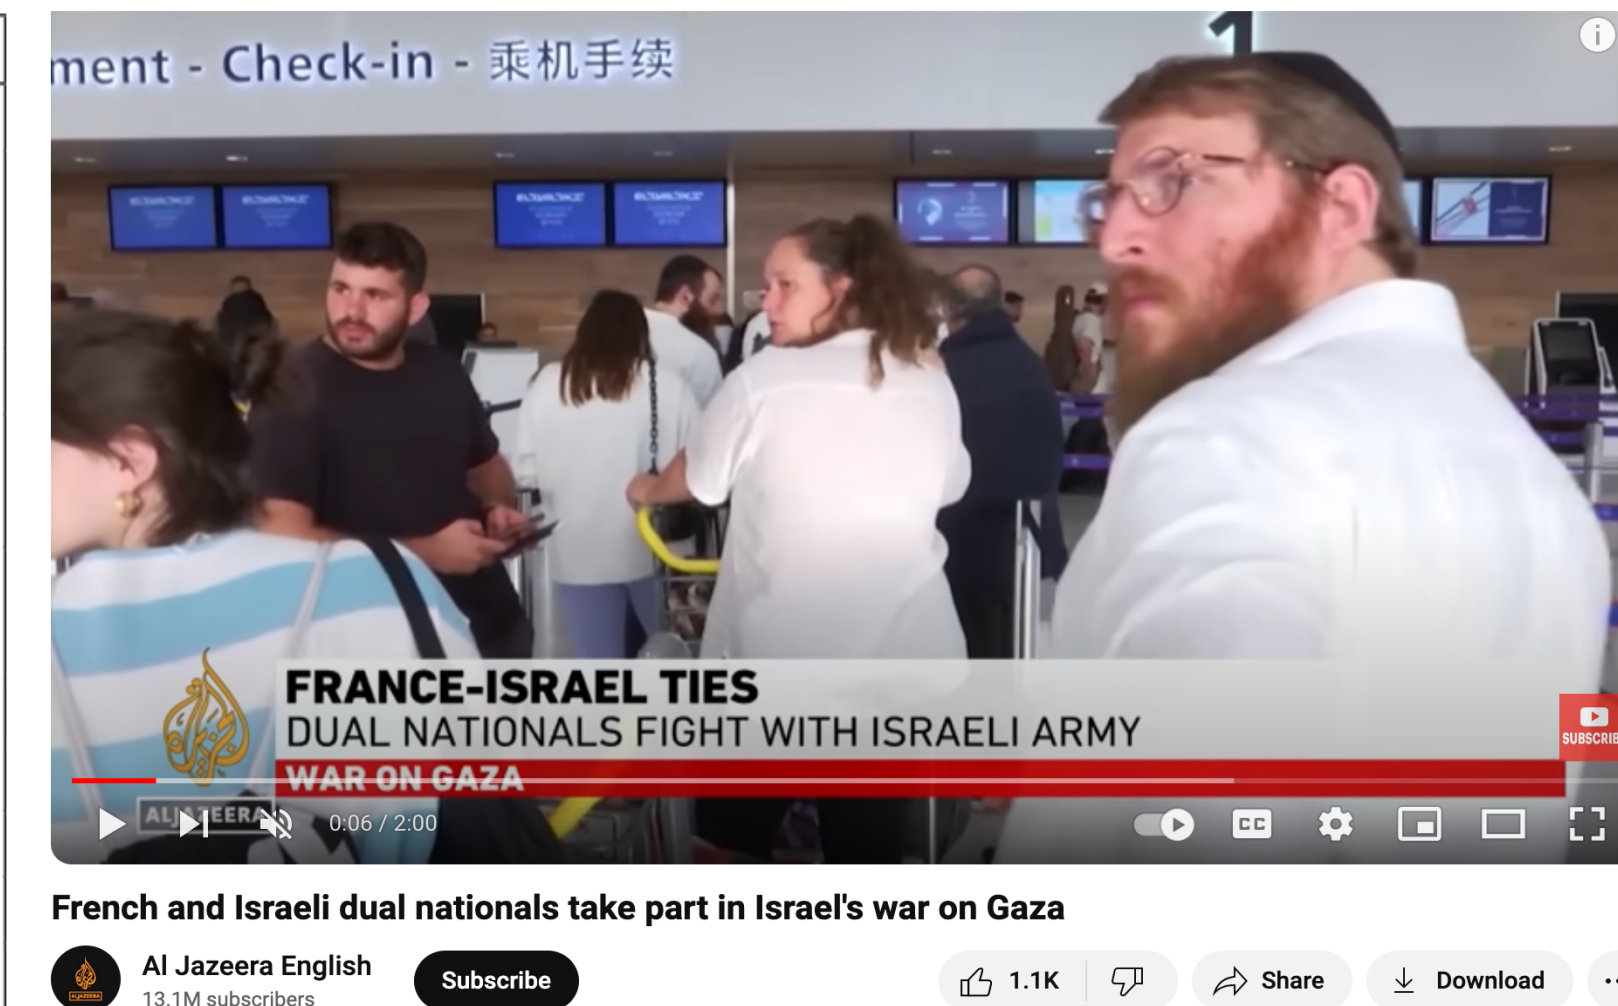 ment - Check-in - 乘机手续
1
FRANCE-ISRAEL TIES
DUAL NATIONALS FIGHT WITH ISRAELI ARMY
WAR ON GAZA
SUBSCRIB
ALJAZEERA
0:06 / 2:00
CC
French and Israeli dual nationals take part in Israel's war on Gaza
Al Jazeera English
13.1M subscribers
Subscribe
1.1K
Share
Download